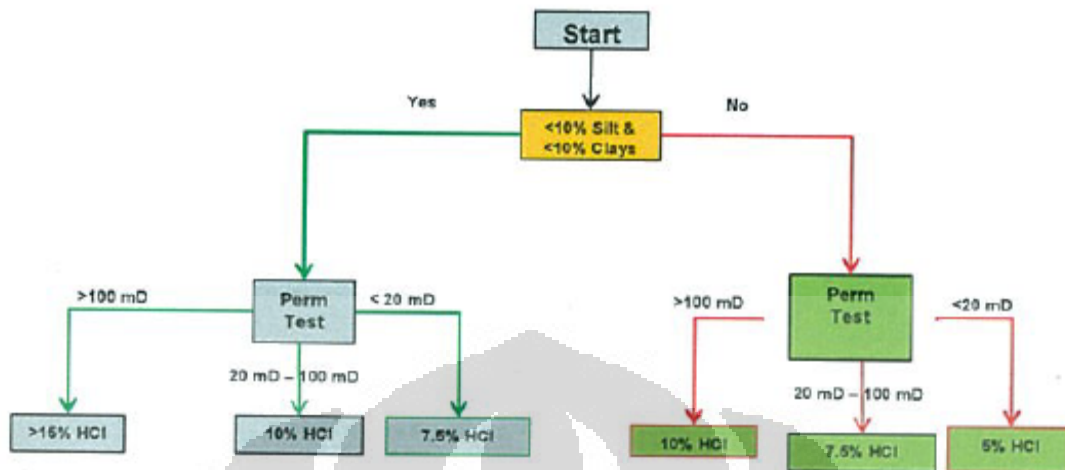 Start
Yes
No
<10% Silt &
<10% Clays
>100 mD
Perm
Test
< 20 mD
20 mD – 100 mD
>15% HCl
10% HCl
7.5% HCl
>100 mD
Perm
Test
<20 mD
20 mD – 100 mD
10% HCl
7.5% HCl
5% HCl